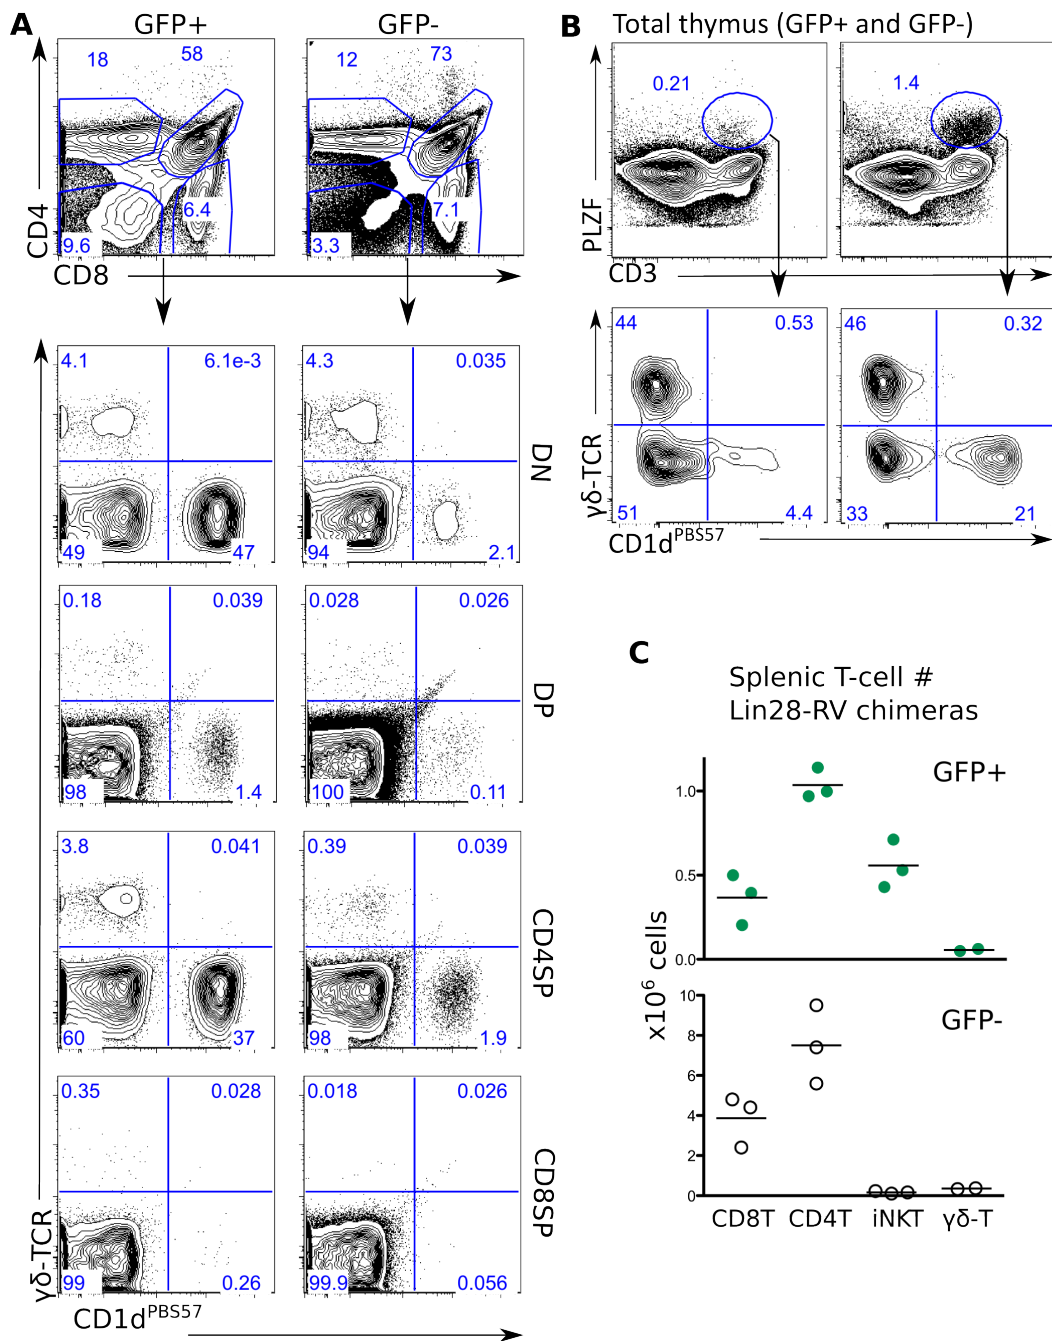 A
GFP+
GFP-
18
58
12
73
6.4
9.6
7.1
3.3
CD4
CD8
4.1
6.1e-3
4.3
0.035
49
47
94
2.1
DN
0.18
0.039
0.028
0.026
98
1.4
100
0.11
DP
3.8
0.041
0.39
0.039
60
37
98
1.9
CD4SP
0.35
0.028
0.018
0.026
99
0.26
99.9
0.056
CD8SP
γδ-TCR
CD1dPBS57
B
Total thymus (GFP+ and GFP-)
0.21
1.4
PLZF
CD3
44
0.53
46
0.32
51
4.4
33
21
γδ-TCR
CD1dPBS57
C
Splenic T-cell #
Lin28-RV chimeras
GFP+
1.0
0.5
0.0
x10⁶ cells
GFP-
10
8
6
4
2
0
CD8T
CD4T
iNKT
γδ-T